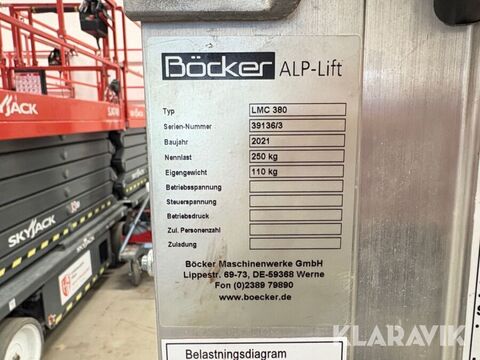 Böcker ALP-Lift
Typ LMC 380
Serien-Nummer 39136/3
Baujahr 2021
Nennlast 250 kg
Eigengewicht 110 kg
Betriebsspannung
Steuerspannung
Betriebsdruck
Zul. Personenzahl
Zuladung
Böcker Maschinenwerke GmbH
Lippestr. 69-73, DE-59368 Werne
Fon (0)2389 79890
www.boecker.de
Belastningsdiagram
SKYJACK
SKYJACK
KLARAVIK